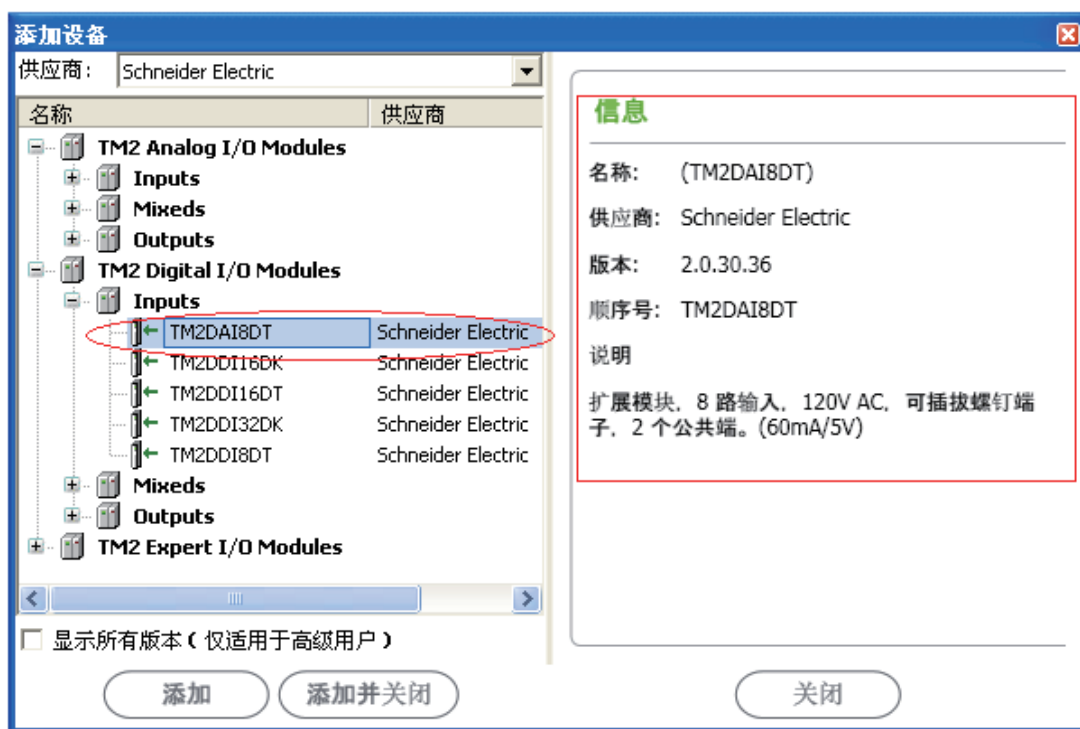 添加设备
供应商: Schneider Electric
名称 供应商
TM2 Analog I/O Modules
Inputs
Mixeds
Outputs
TM2 Digital I/O Modules
Inputs
TM2DAI8DT Schneider Electric
TM2DDI16DK Schneider Electric
TM2DDI16DT Schneider Electric
TM2DDI32DK Schneider Electric
TM2DDI8DT Schneider Electric
Mixeds
Outputs
TM2 Expert I/O Modules
显示所有版本(仅适用于高级用户)
添加 添加并关闭
信息
名称: (TM2DAI8DT)
供应商: Schneider Electric
版本: 2.0.30.36
顺序号: TM2DAI8DT
说明
扩展模块, 8 路输入, 120V AC, 可插拔螺钉端
子, 2 个公共端。(60mA/5V)
关闭